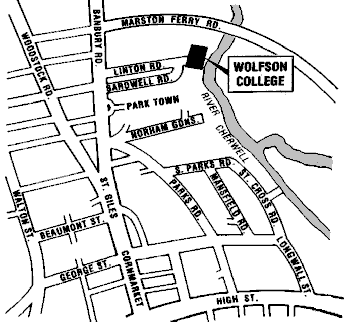 MARSTON FERRY RD.
BANBURY RD.
WOODSTOCK RD.
WOLFSON
COLLEGE
LINTON RD
BARDWELL RD.
PARK TOWN
RIVER CHERWELL
NORHAM GDNS.
S. PARKS RD.
PARKS RD.
MANSFIELD RD.
ST. CROSS RD.
ST. GILES
WALTON ST.
BEAUMONT ST.
GEORGE ST.
CORNMARKET
LONGWALL ST.
HIGH ST.